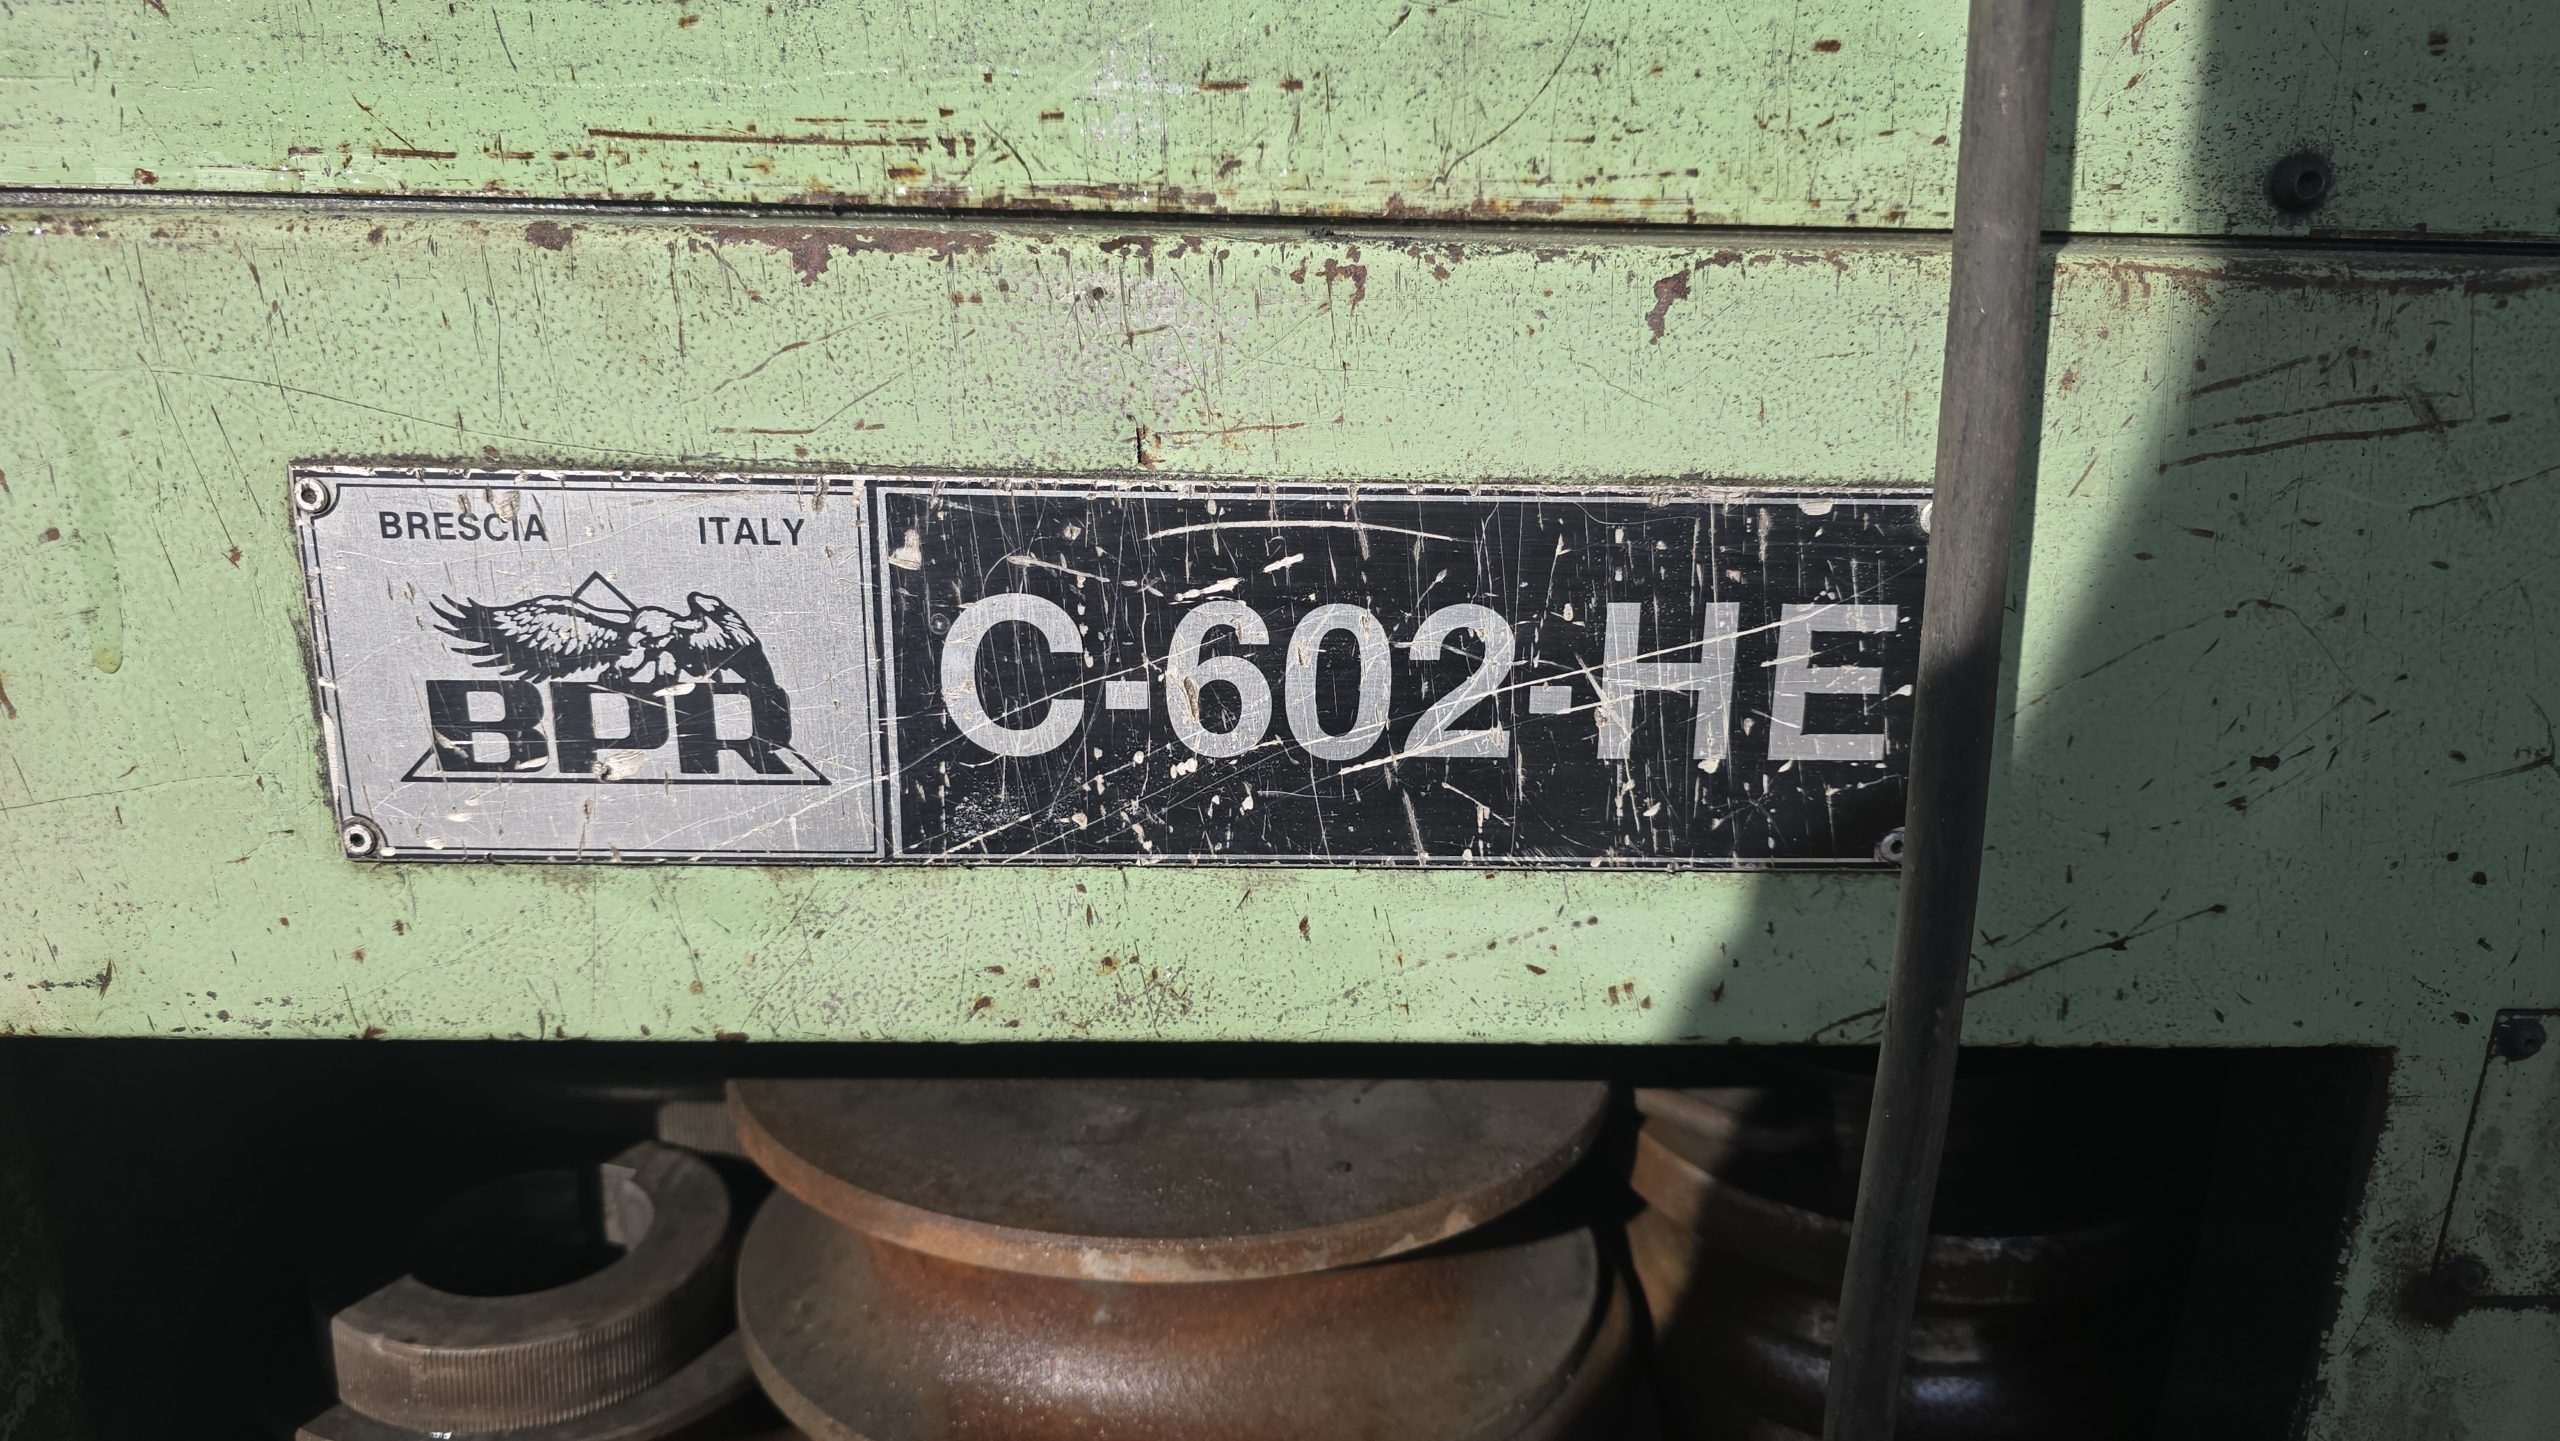 BRESCIA ITALY
BPR
C-602-HE